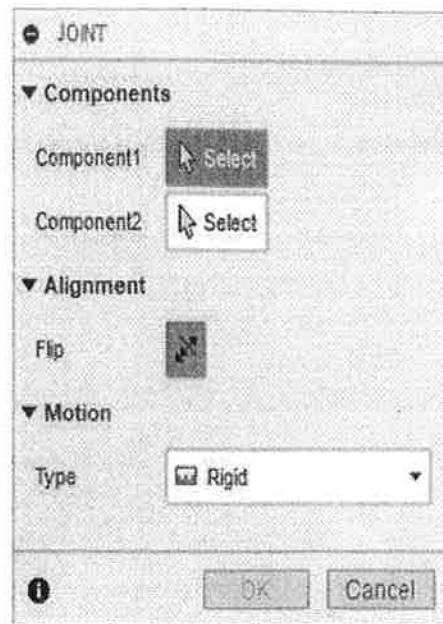 JOINT
Components
Component1 Select
Component2 Select
Alignment
Flip
Motion
Type Rigid
OK Cancel